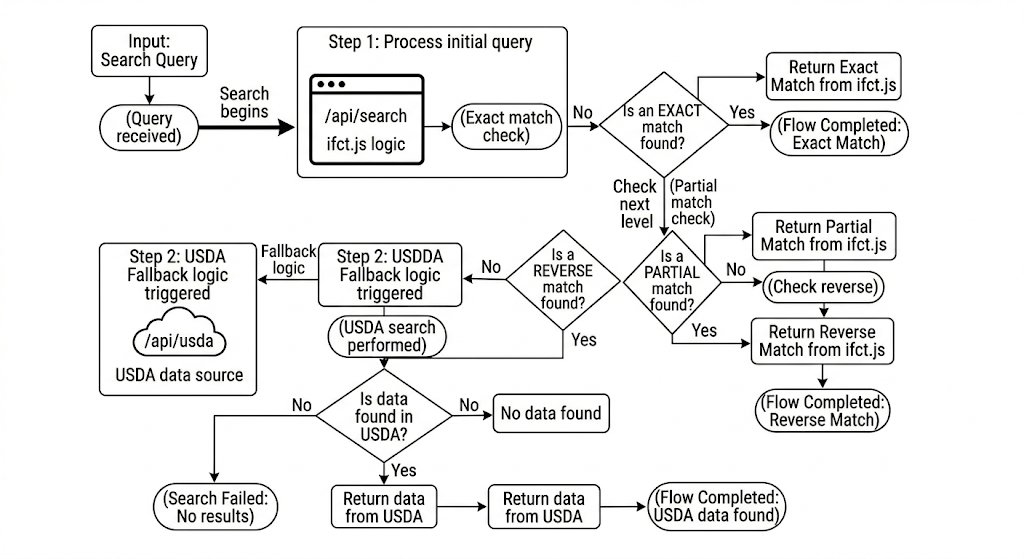 Input:
Search Query
(Query
received)
Search
begins
Step 1: Process initial query
/api/search
ifct.js logic
(Exact match
check)
No
Is an EXACT
match
found?
Yes
Return Exact
Match from ifct.js
(Flow Completed:
Exact Match)
Check
next
level
(Partial
match
check)
Is a
PARTIAL
match
found?
No
Yes
Return Partial
Match from ifct.js
(Check reverse)
Return Reverse
Match from ifct.js
(Flow Completed:
Reverse Match)
Is a
REVERSE
match
found?
No
Yes
Step 2: USDDA
Fallback logic
triggered
(USDA search
performed)
Fallback
logic
Step 2: USDA
Fallback logic
triggered
/api/usda
USDA data source
Is data
found in
USDA?
No
No
No data found
Yes
(Search Failed:
No results)
Return data
from USDA
Return data
from USDA
(Flow Completed:
USDA data found)